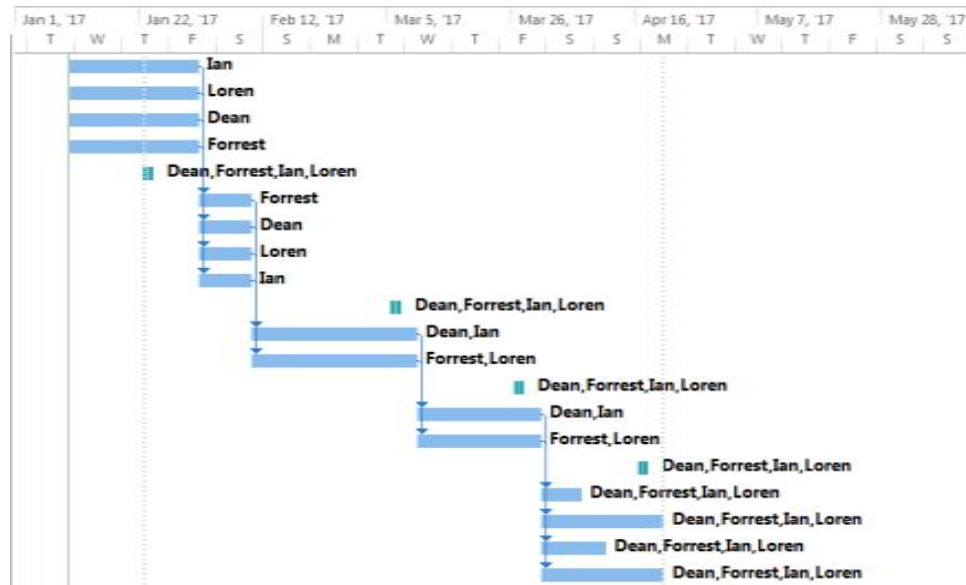 Jan 1, '17 Jan 22, '17 Feb 12, '17 Mar 5, '17 Mar 26, '17 Apr 16, '17 May 7, '17 May 28, '17
T W T F S S M T W T F S S M T W T F S S
Ian
Loren
Dean
Forrest
Dean,Forrest,Ian,Loren
Forrest
Dean
Loren
Ian
Dean,Forrest,Ian,Loren
Dean,Ian
Forrest,Loren
Dean,Forrest,Ian,Loren
Dean,Ian
Forrest,Loren
Dean,Forrest,Ian,Loren
Dean,Forrest,Ian,Loren
Dean,Forrest,Ian,Loren
Dean,Forrest,Ian,Loren
Dean,Forrest,Ian,Loren